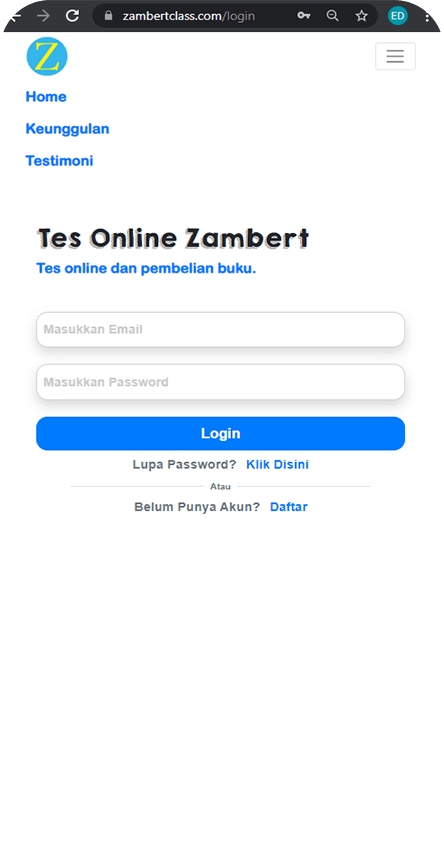 zambertclass.com/login
ED
Z
Home
Keunggulan
Testimoni
Tes Online Zambert
Tes online dan pembelian buku.
Masukkan Email
Masukkan Password
Login
Lupa Password? Klik Disini
Atau
Belum Punya Akun? Daftar